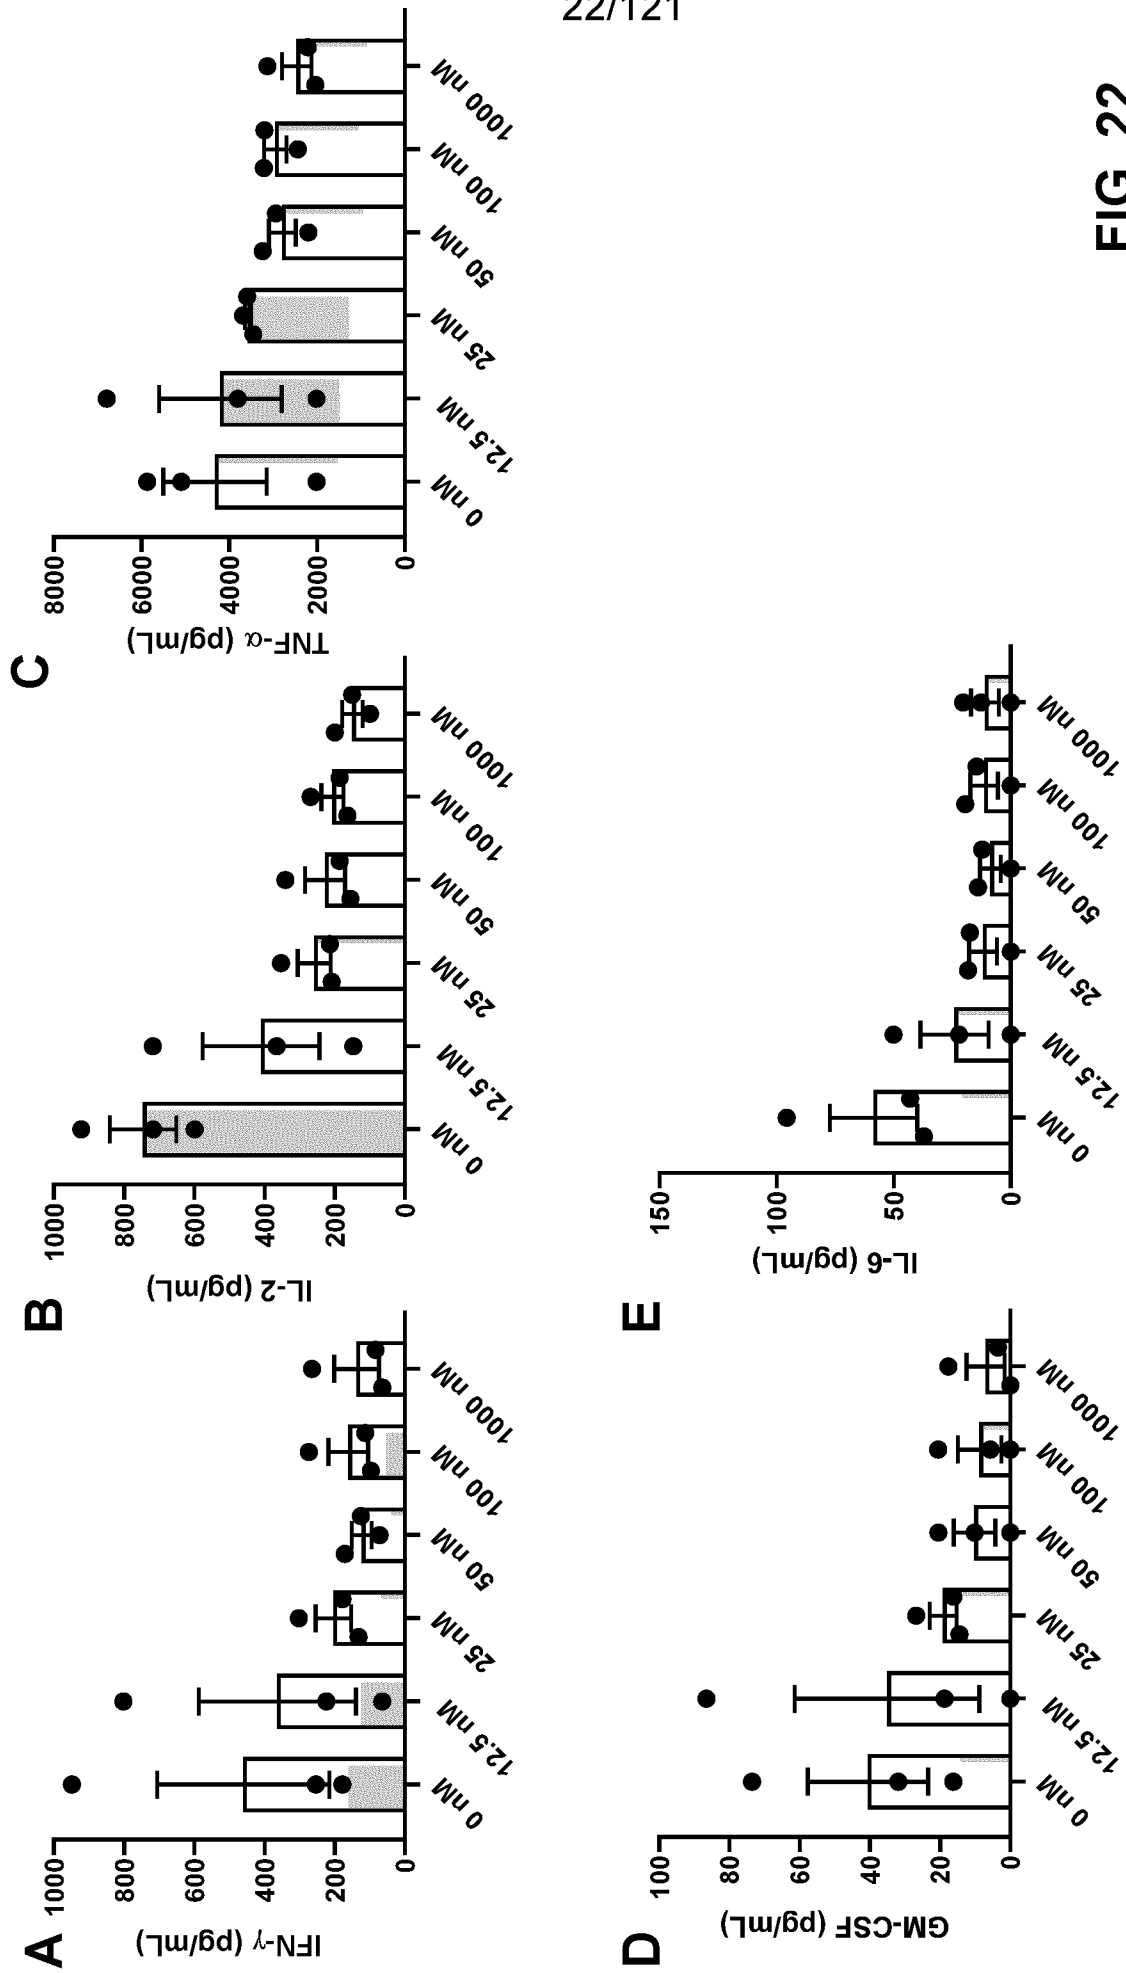 22/121
A
IFN-γ (pg/mL)
1000
800
600
400
200
0
0 nM
12.5 nM
25 nM
50 nM
100 nM
1000 nM
B
IL-2 (pg/mL)
1000
800
600
400
200
0
0 nM
12.5 nM
25 nM
50 nM
100 nM
1000 nM
C
TNF-α (pg/mL)
8000
6000
4000
2000
0
0 nM
12.5 nM
25 nM
50 nM
100 nM
1000 nM
D
GM-CSF (pg/mL)
100
80
60
40
20
0
0 nM
12.5 nM
25 nM
50 nM
100 nM
1000 nM
E
IL-6 (pg/mL)
150
100
50
0
0 nM
12.5 nM
25 nM
50 nM
100 nM
1000 nM
FIG 22